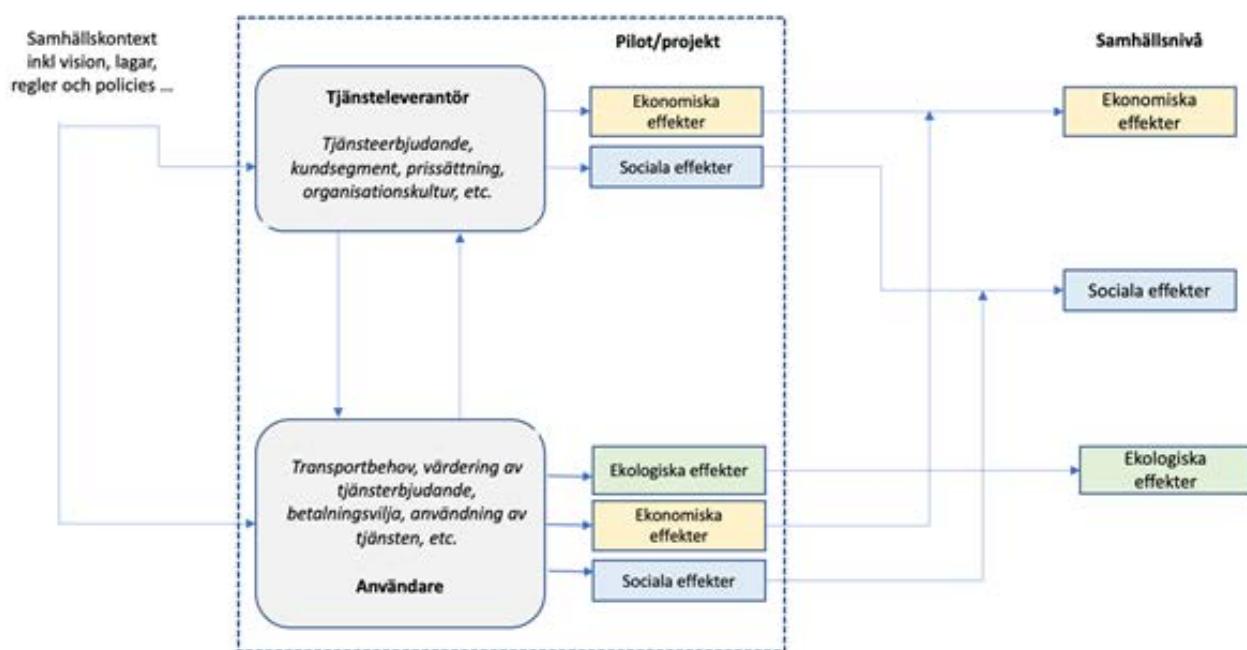 Samhällskontext
inkl vision, lagar,
regler och policies ...
Pilot/projekt
Samhällsnivå
Tjänsteleverantör
Tjänsteerbjudande,
kundsegment, prissättning,
organisationskultur, etc.
Ekonomiska
effekter
Sociala effekter
Ekonomiska
effekter
Sociala effekter
Transportbehov, värdering av
tjänsterbjudande,
betalningsvilja, användning av
tjänsten, etc.
Användare
Ekologiska effekter
Ekonomiska
effekter
Sociala effekter
Ekologiska
effekter